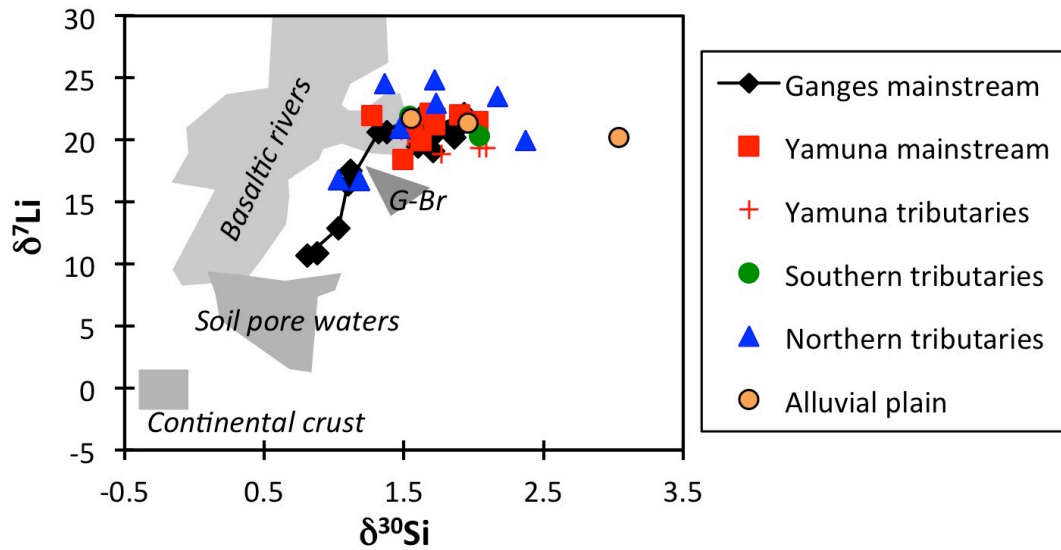 30
25
20
15
10
5
0
-5
δ⁷Li
Basaltic rivers
G-Br
Soil pore waters
Continental crust
-0.5 0.5 1.5 2.5 3.5
δ³⁰Si
Ganges mainstream
Yamuna mainstream
Yamuna tributaries
Southern tributaries
Northern tributaries
Alluvial plain